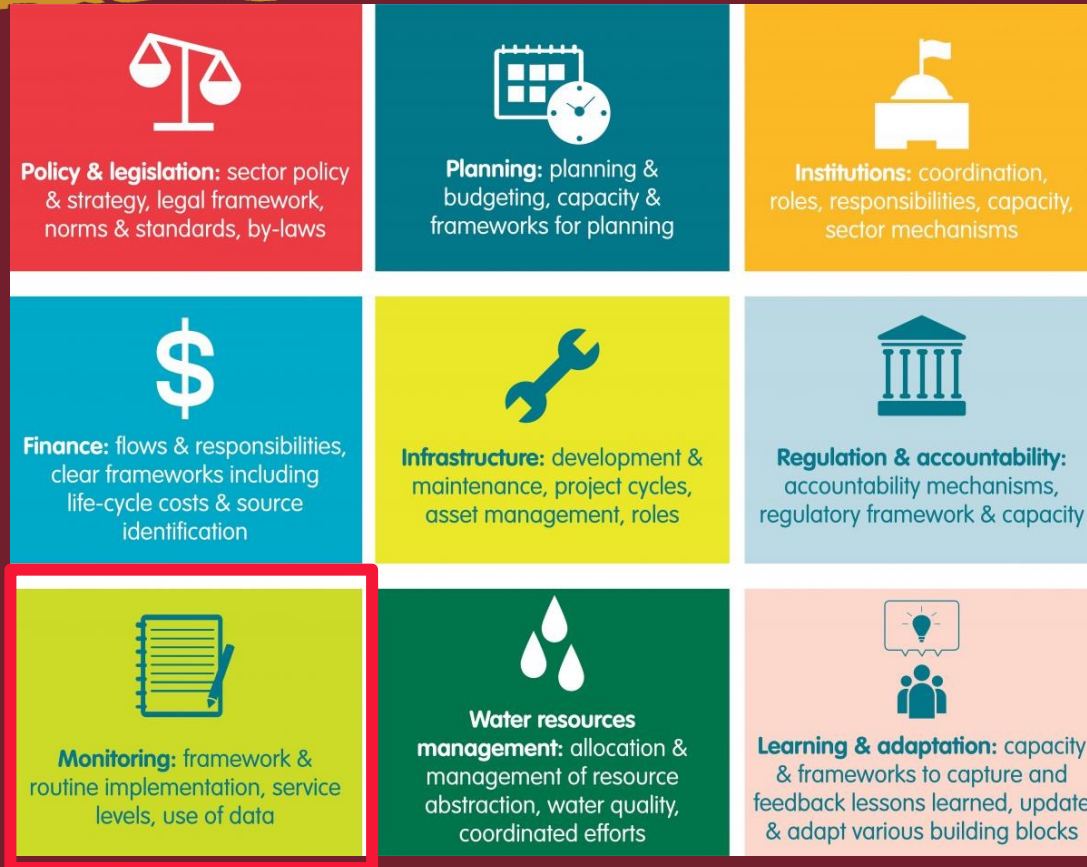 Policy & legislation: sector policy
& strategy, legal framework,
norms & standards, by-laws
Planning: planning &
budgeting, capacity &
frameworks for planning
Institutions: coordination,
roles, responsibilities, capacity,
sector mechanisms
$
Finance: flows & responsibilities,
clear frameworks including
life-cycle costs & source
identification
Infrastructure: development &
maintenance, project cycles,
asset management, roles
Regulation & accountability:
accountability mechanisms,
regulatory framework & capacity
Monitoring: framework &
routine implementation, service
levels, use of data
Water resources
management: allocation &
management of resource
abstraction, water quality,
coordinated efforts
Learning & adaptation: capacity
& frameworks to capture and
feedback lessons learned, update
& adapt various building blocks